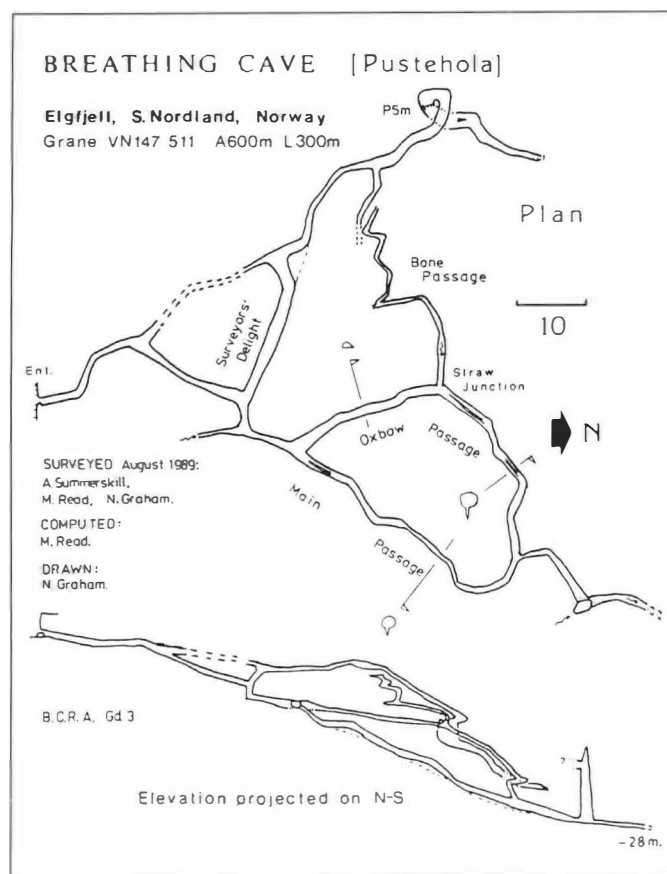 BREATHING CAVE [Pustehola]
Elgfjell, S. Nordland, Norway
Grane VN147 511 A600m L300m
P5m
Plan
Bone
Passage
10
Surveyors'
Delight
Ent.
Straw
Junction
Oxbow
Passage
N
SURVEYED August 1989:
A.Summerskill,
M. Read, N. Graham.
COMPUTED:
M. Read.
DRAWN:
N. Graham.
Main
Passage
B.C.R.A. Gd 3
?
Elevation projected on N-S
-28m.